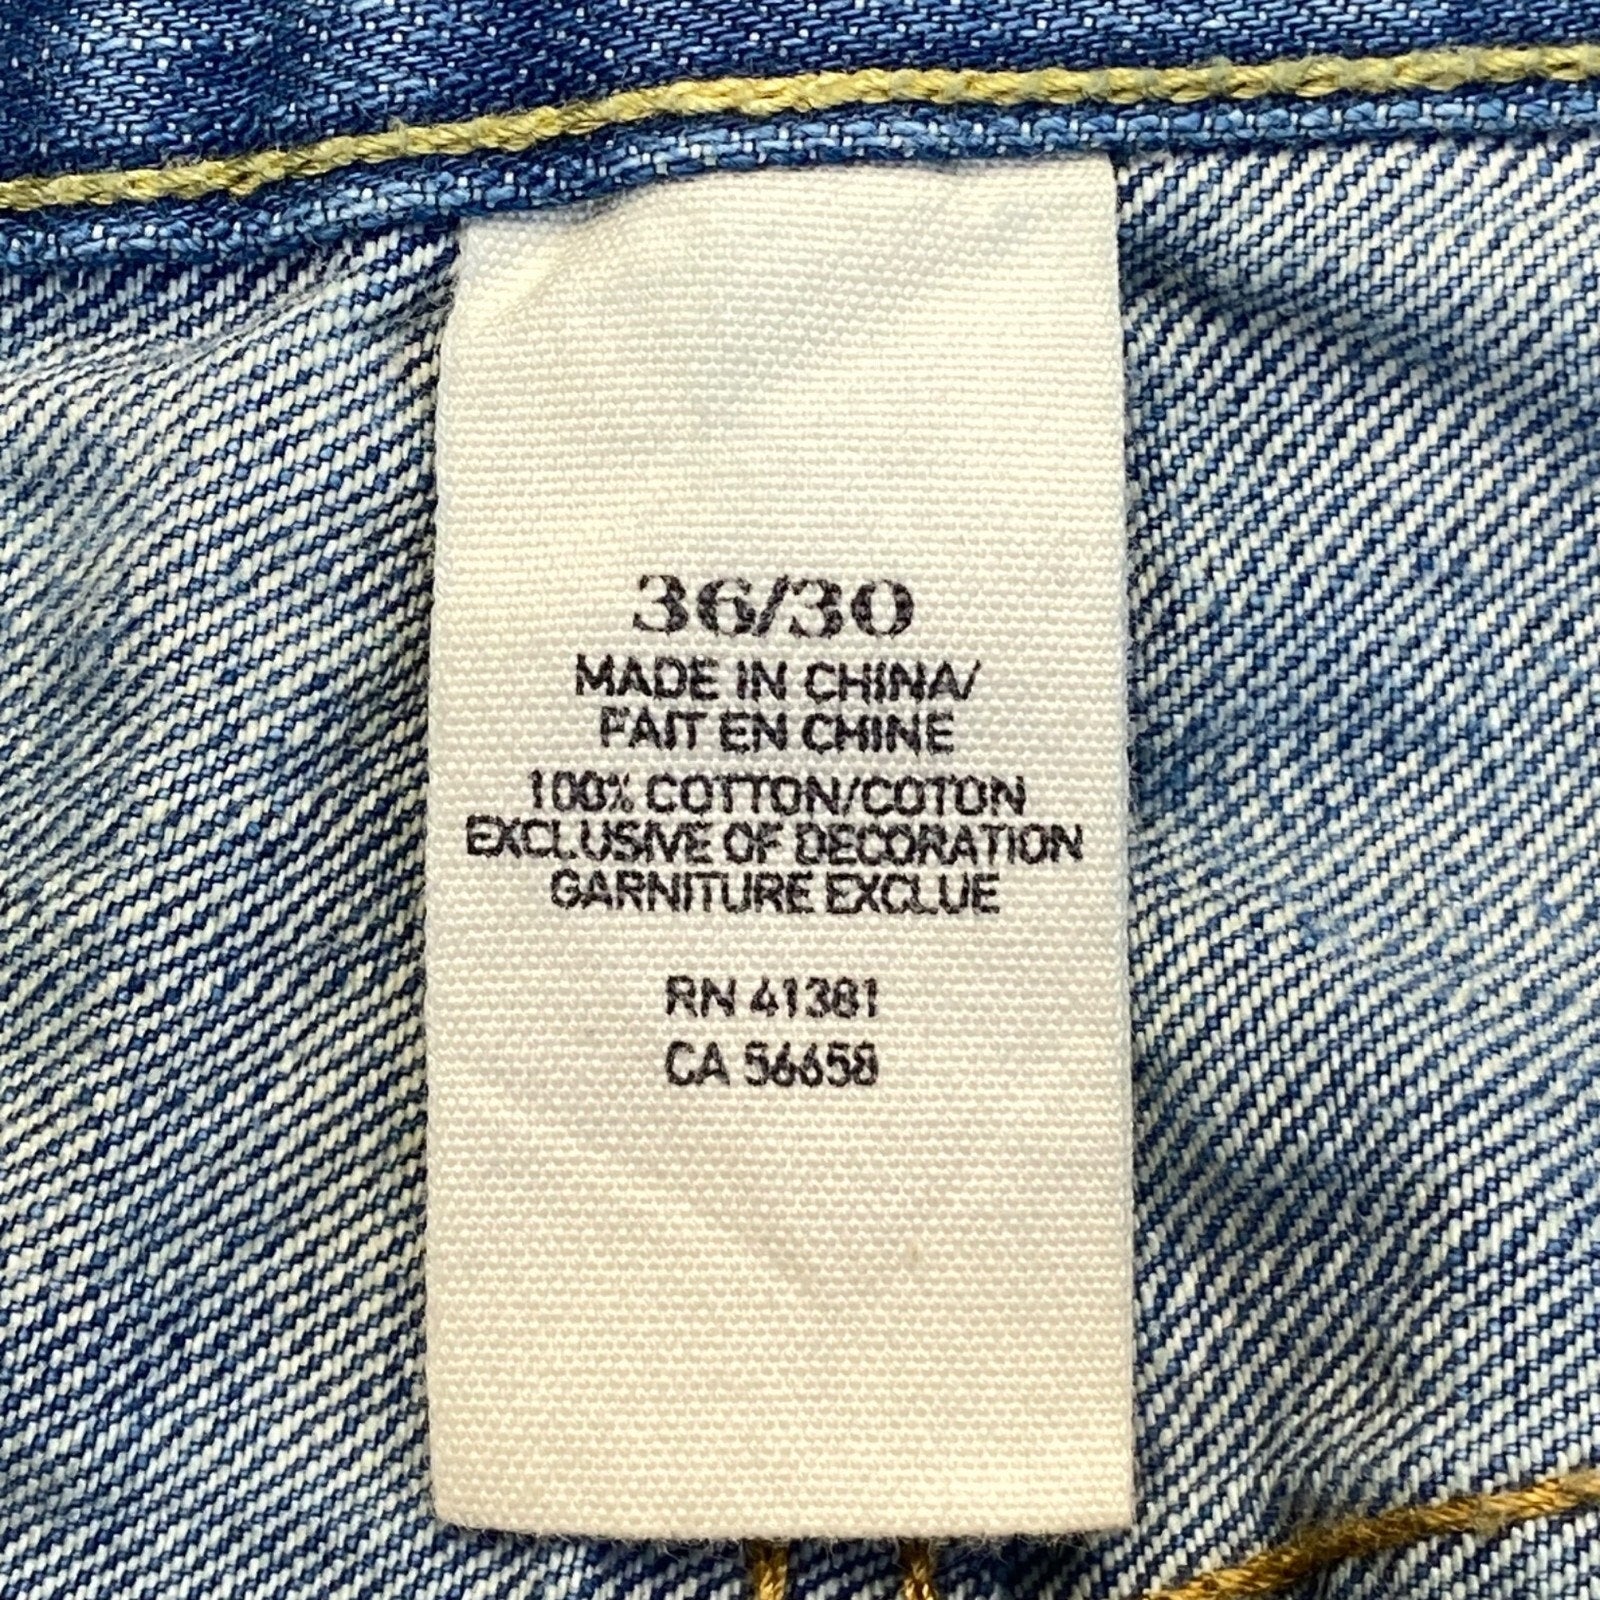 36/30
MADE IN CHINA/
FAIT EN CHINE
100% COTTON/COTON
EXCLUSIVE OF DECORATION
GARNITURE EXCLUE
RN 41381
CA 56658